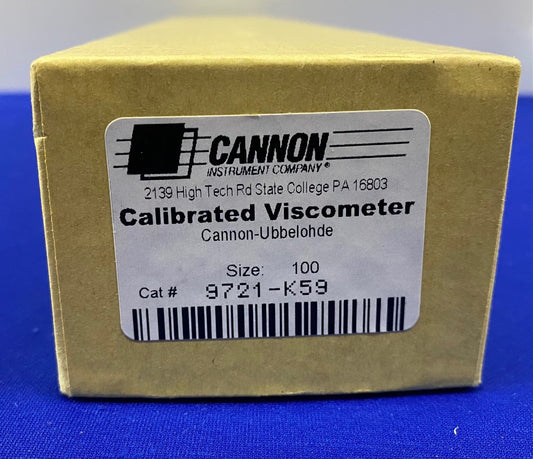 CANNON
INSTRUMENT COMPANY®
2139 High Tech Rd State College PA 16803
Calibrated Viscometer
Cannon-Ubbelohde
Size: 100
Cat # 9721-K59